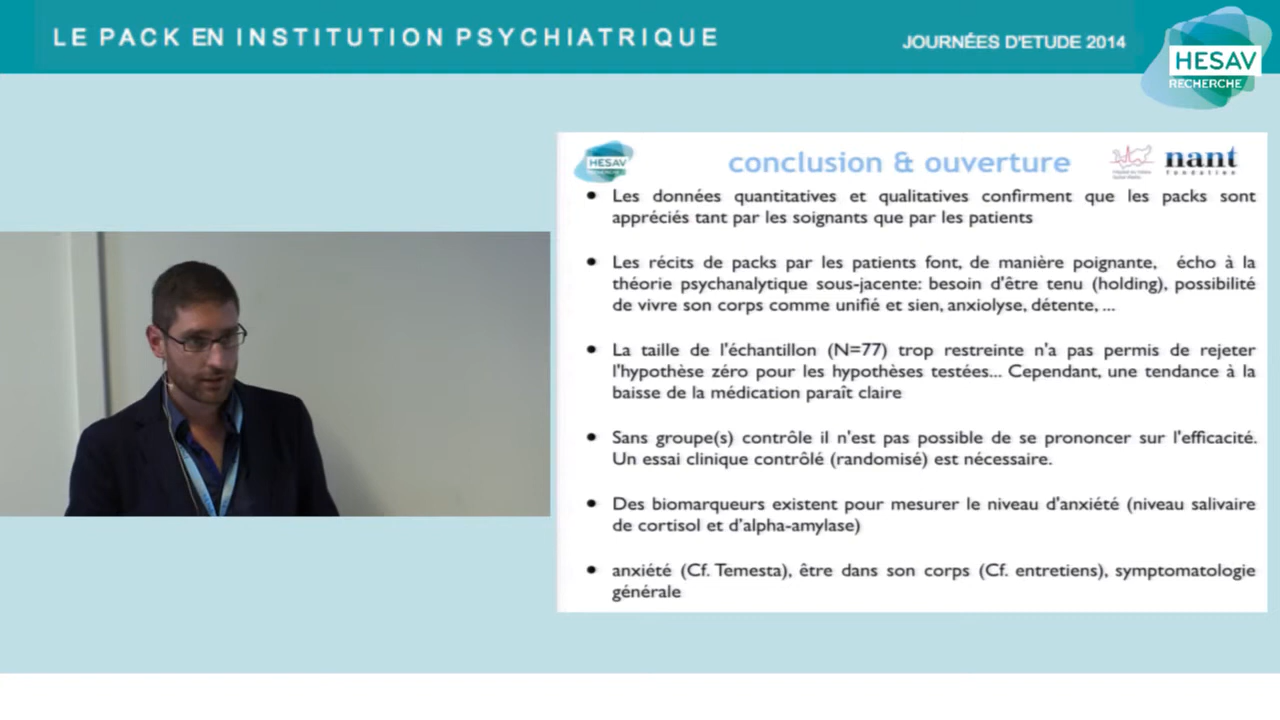 LE PACK EN INSTITUTION PSYCHIATRIQUE
JOURNÉES D'ETUDE 2014
HESAV
RECHERCHE
HESAV
RECHERCHE
conclusion & ouverture
nant
fondation
• Les données quantitatives et qualitatives confirment que les packs sont
appréciés tant par les soignants que par les patients
• Les récits de packs par les patients font, de manière poignante, écho à la
théorie psychanalytique sous-jacente: besoin d'être tenu (holding), possibilité
de vivre son corps comme unifié et sien, anxiolyse, détente, ...
• La taille de l'échantillon (N=77) trop restreinte n'a pas permis de rejeter
l'hypothèse zéro pour les hypothèses testées... Cependant, une tendance à la
baisse de la médication paraît claire
• Sans groupe(s) contrôle il n'est pas possible de se prononcer sur l'efficacité.
Un essai clinique contrôlé (randomisé) est nécessaire.
• Des biomarqueurs existent pour mesurer le niveau d'anxiété (niveau salivaire
de cortisol et d'alpha-amylase)
• anxiété (Cf. Temesta), être dans son corps (Cf. entretiens), symptomatologie
générale